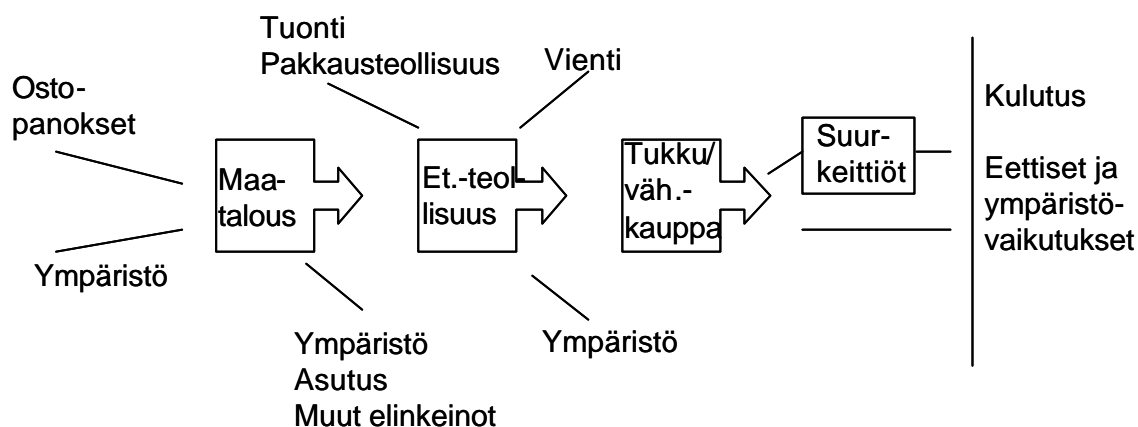 Tuonti
Pakkausteollisuus
Vienti
Osto-
panokset
Kulutus
Maa-
talous
Et.-teol-
lisuus
Tukku/
väh.-
kauppa
Suur-
keittiöt
Eettiset ja
ympäristö-
vaikutukset
Ympäristö
Ympäristö
Asutus
Muut elinkeinot
Ympäristö